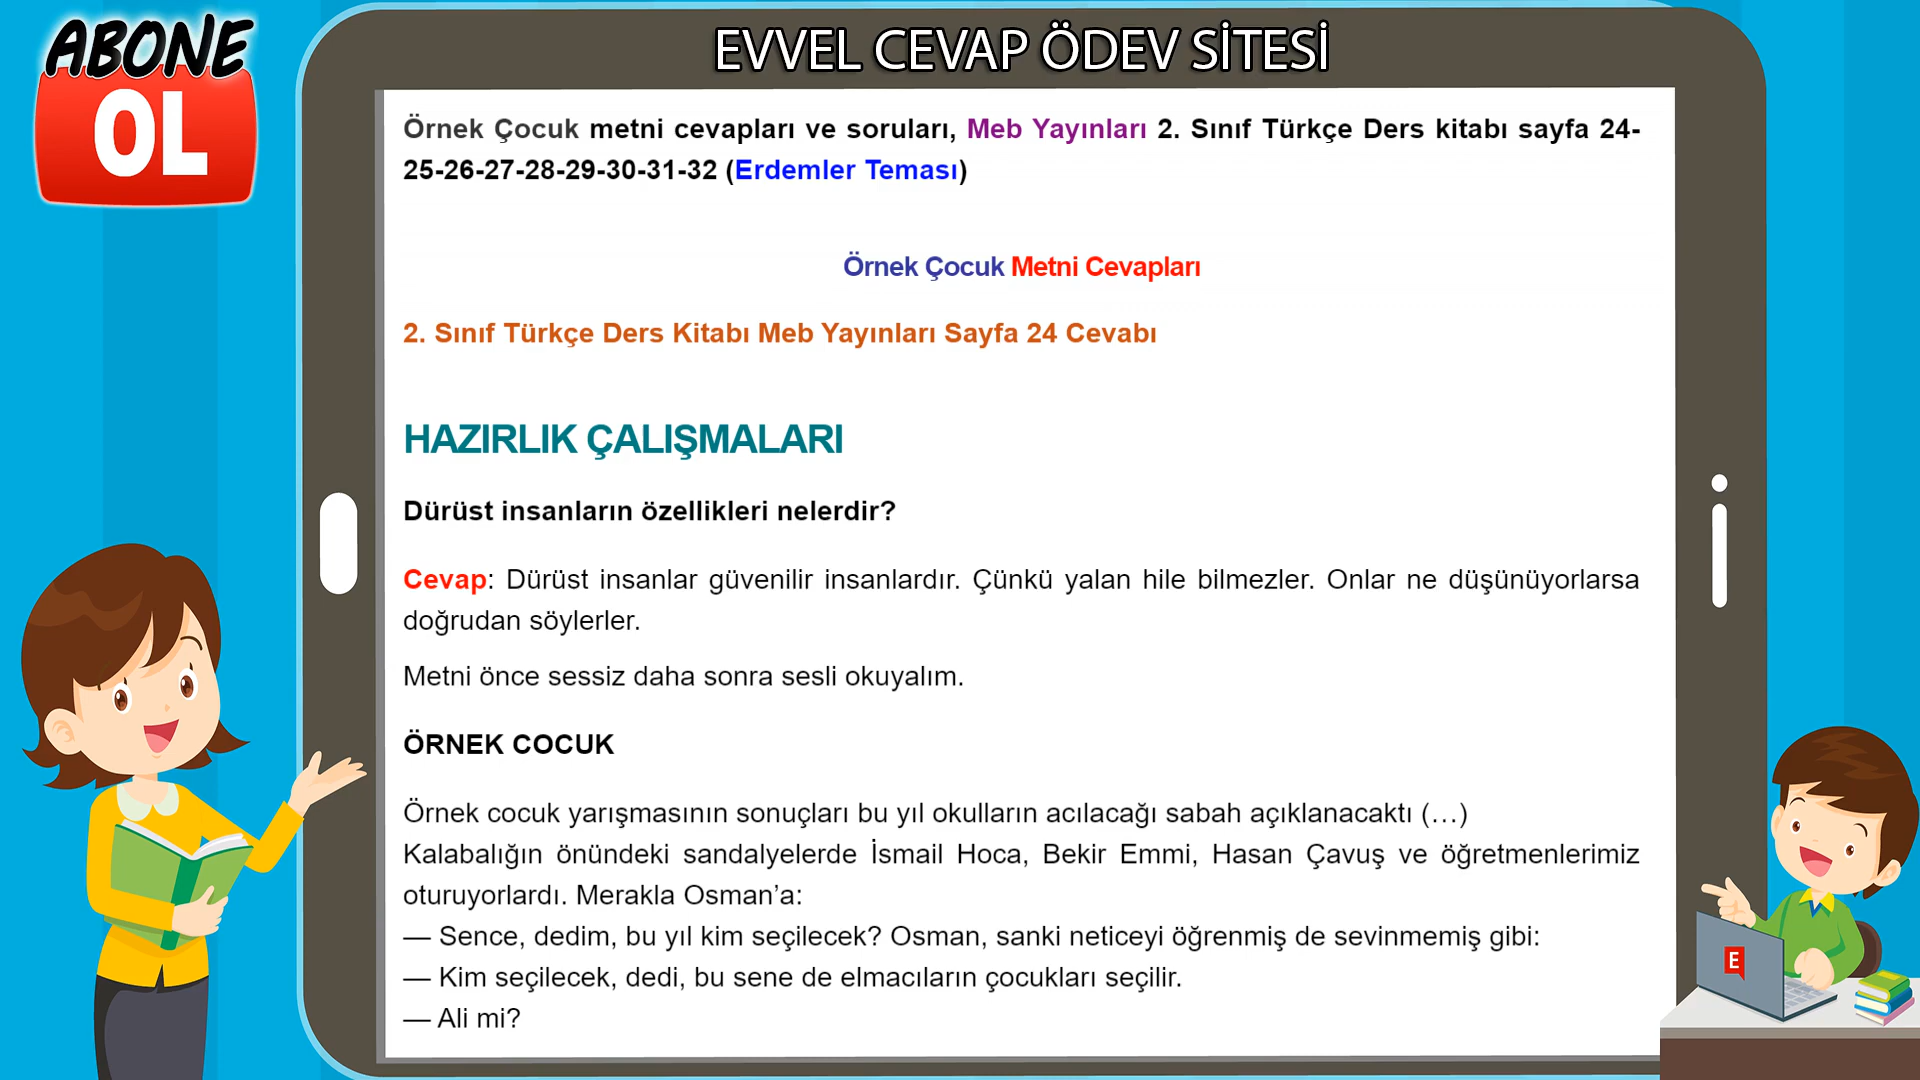 ABONE
OL
EVVEL CEVAP ÖDEV SİTESİ
Örnek Çocuk metni cevapları ve soruları, Meb Yayınları 2. Sınıf Türkçe Ders kitabı sayfa 24-
25-26-27-28-29-30-31-32 (Erdemler Teması)
Örnek Çocuk Metni Cevapları
2. Sınıf Türkçe Ders Kitabı Meb Yayınları Sayfa 24 Cevabı
HAZIRLIK ÇALIŞMALARI
Dürüst insanların özellikleri nelerdir?
Cevap: Dürüst insanlar güvenilir insanlardır. Çünkü yalan hile bilmezler. Onlar ne düşünüyorlarsa
doğrudan söylerler.
Metni önce sessiz daha sonra sesli okuyalım.
ÖRNEK COCUK
Örnek cocuk yarışmasının sonuçları bu yıl okulların acılacağı sabah açıklanacaktı (…)
Kalabalığın önündeki sandalyelerde İsmail Hoca, Bekir Emmi, Hasan Çavuş ve öğretmenlerimiz
oturuyorlardı. Merakla Osman’a:
— Sence, dedim, bu yıl kim seçilecek? Osman, sanki neticeyi öğrenmiş de sevinmemiş gibi:
— Kim seçilecek, dedi, bu sene de elmacıların çocukları seçilir.
— Ali mi?
E